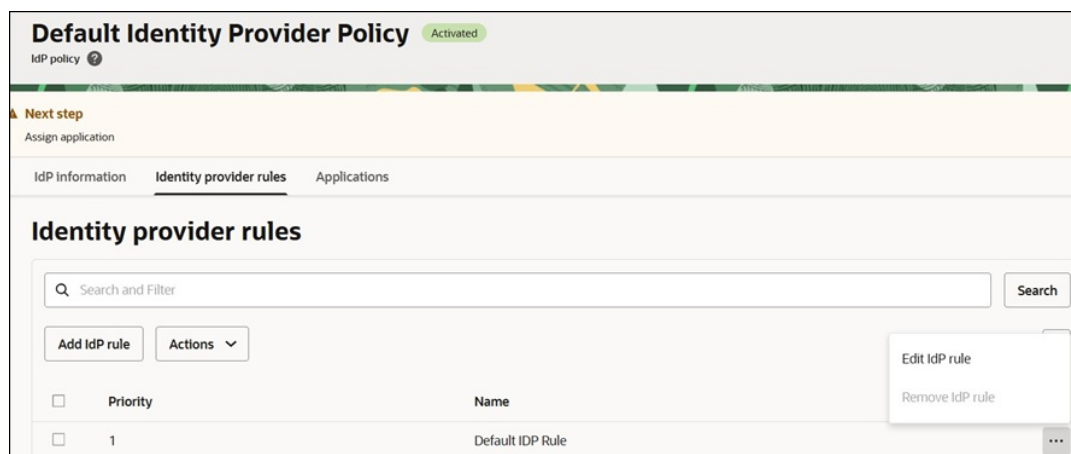 Default Identity Provider Policy Activated
IdP policy ?
Next step
Assign application
IdP information Identity provider rules Applications
Identity provider rules
Search and Filter Search
Add IdP rule Actions
Edit IdP rule
Remove IdP rule
Priority Name
1 Default IDP Rule